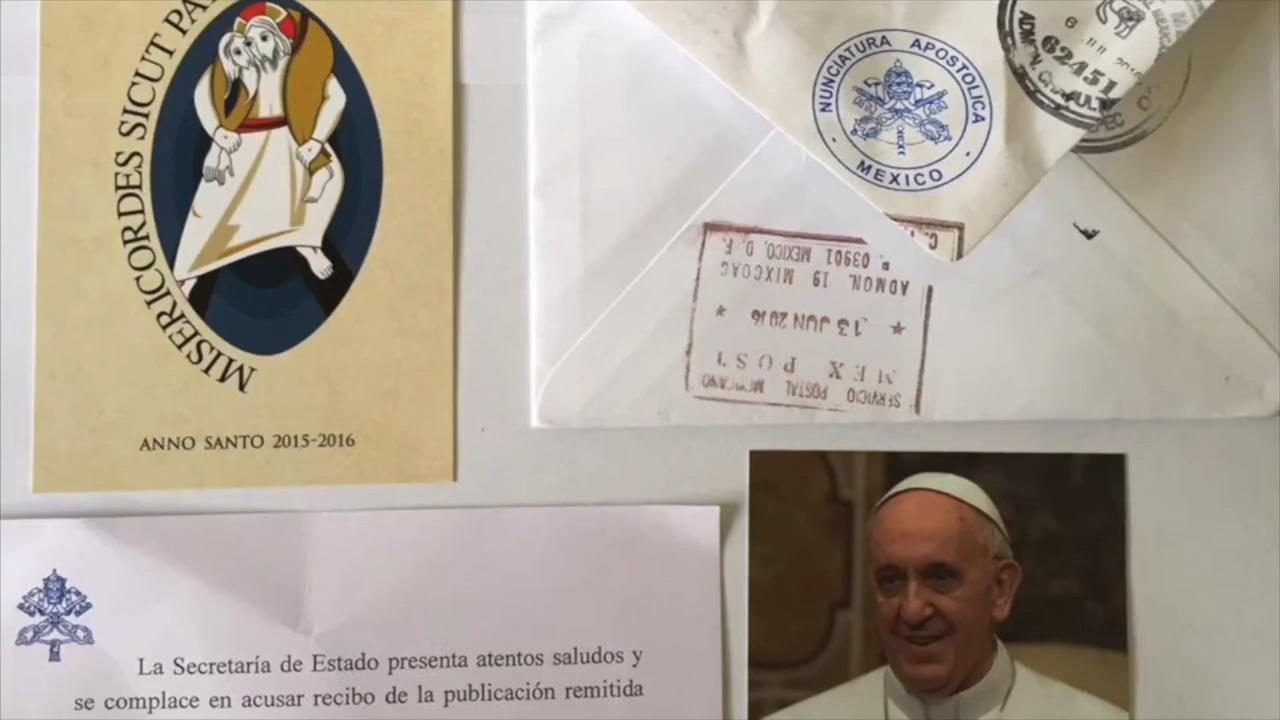 MISERICORDES SICUT PA
ANNO SANTO 2015-2016
NUNCIATURA APOSTOLICA
- MEXICO -
6
62451
ADMON.
SERVICIO POSTAL MEXICANO
MEX POST
* 13 JUN 2016 *
ADMON. 19 MIXCOAC
03901 MEXICO, D. F.
La Secretaría de Estado presenta atentos saludos y
se complace en acusar recibo de la publicación remitida